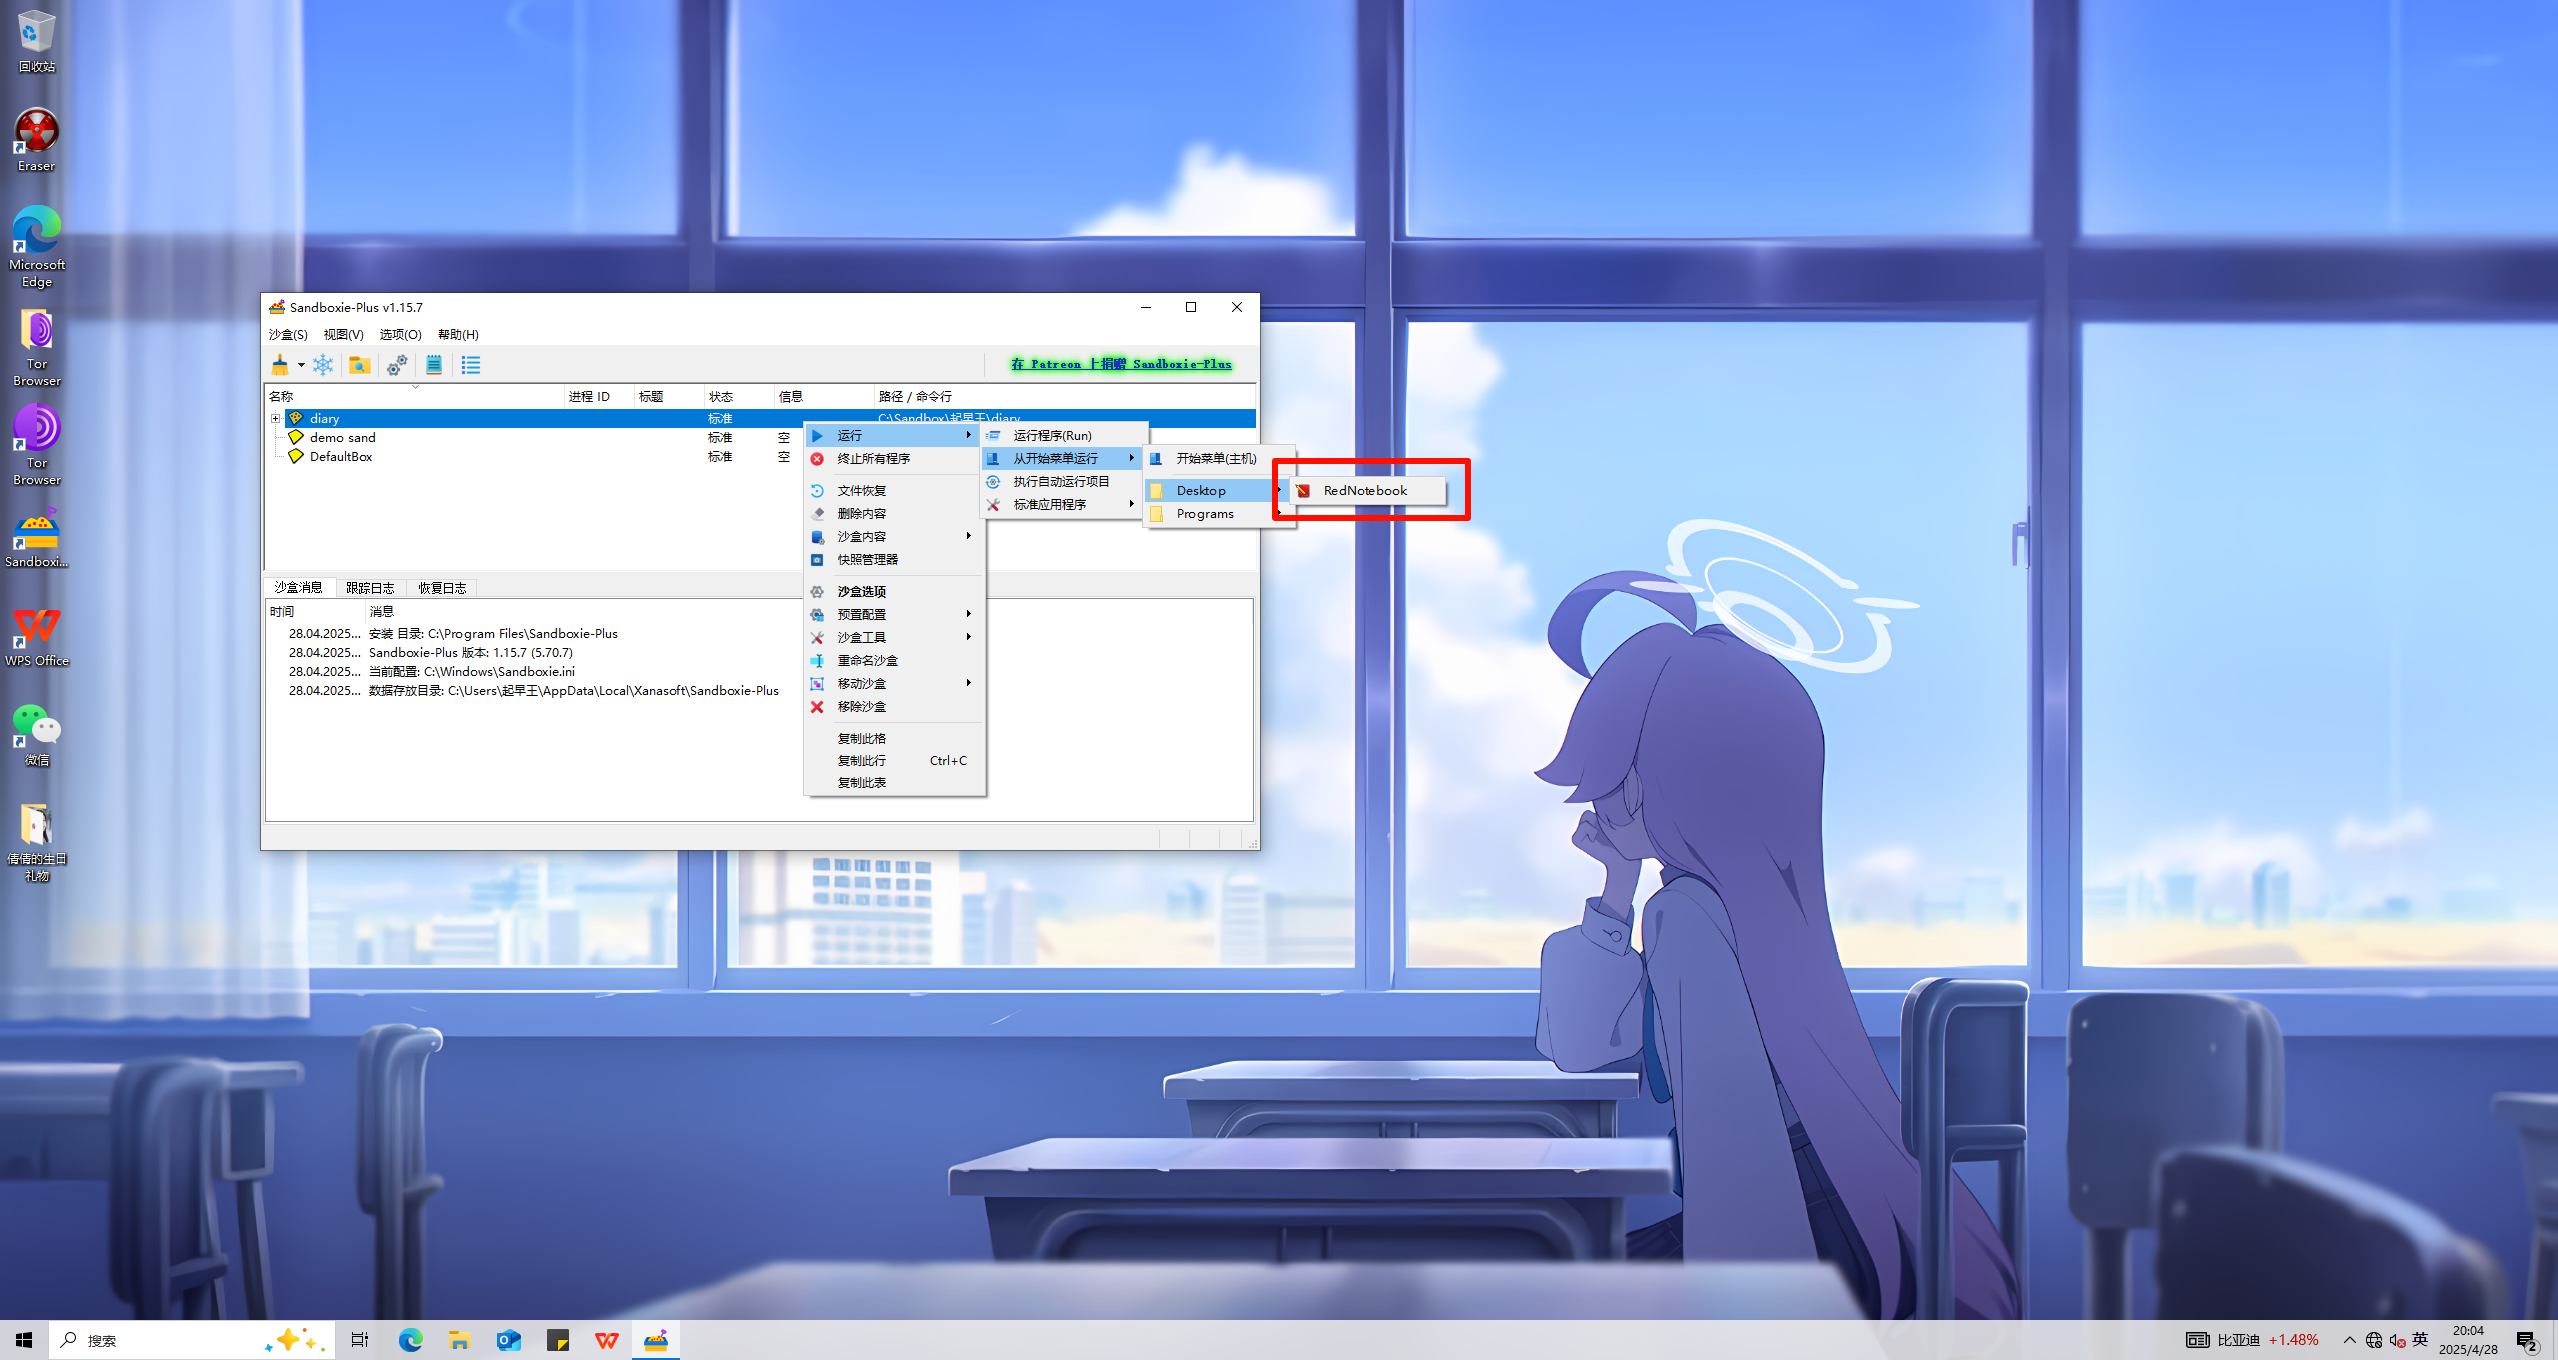 回收站
Eraser
Microsoft
Edge
Tor
Browser
Tor
Browser
Sandboxi...
WPS Office
微信
倩倩的生日
礼物
Sandboxie-Plus v1.15.7
沙盒(S) 视图(V) 选项(O) 帮助(H)
在 Patreon 上捐赠 Sandboxie-Plus
名称 进程 ID 标题 状态 信息 路径 / 命令行
diary 标准 C:\Sandbox\起早王\diary
demo sand 标准 空
DefaultBox 标准 空
运行
终止所有程序
文件恢复
删除内容
沙盒内容
快照管理器
沙盒选项
预置配置
沙盒工具
重命名沙盒
移动沙盒
移除沙盒
复制此格
复制此行 Ctrl+C
复制此表
运行程序(Run)
从开始菜单运行
执行自动运行项目
标准应用程序
开始菜单(主机)
Desktop
Programs
RedNotebook
沙盒消息 跟踪日志 恢复日志
时间 消息
28.04.2025... 安装 目录: C:\Program Files\Sandboxie-Plus
28.04.2025... Sandboxie-Plus 版本: 1.15.7 (5.70.7)
28.04.2025... 当前配置: C:\Windows\Sandboxie.ini
28.04.2025... 数据存放目录: C:\Users\起早王\AppData\Local\Xanasoft\Sandboxie-Plus
搜索
比亚迪 +1.48%
英
20:04
2025/4/28
2